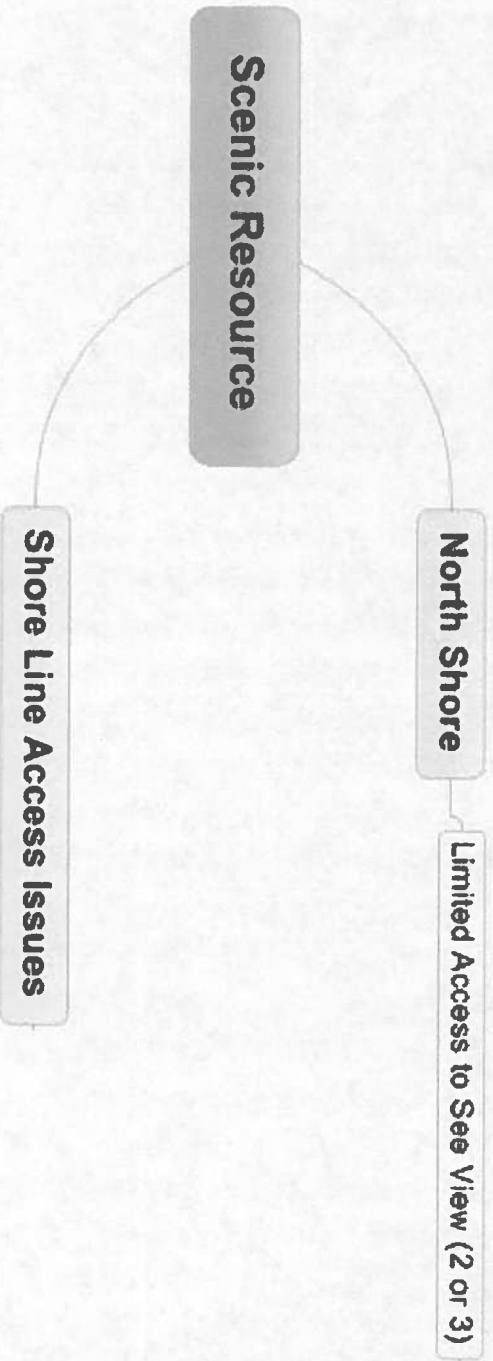 Scenic Resource
North Shore
Limited Access to See View (2 or 3)
Shore Line Access Issues